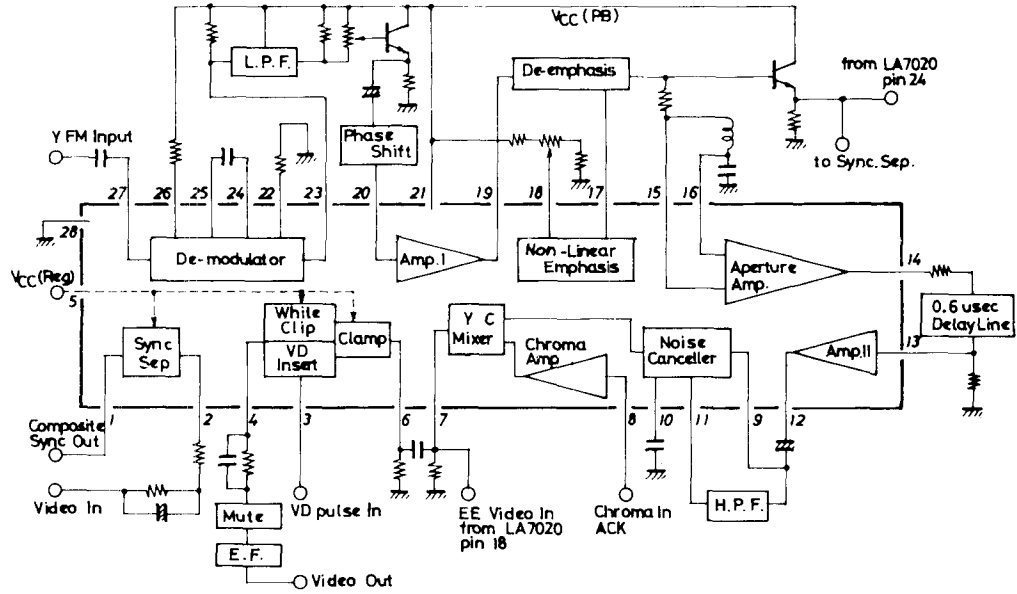 VCC (PB)
L.P.F.
De-emphasis
from LA7020
pin 24
Y FM Input
Phase
Shift
to Sync. Sep.
27
26
25
24
22
23
20
21
19
18
17
15
16
28
De-modulator
Amp. I
Non-Linear
Emphasis
Aperture
Amp.
14
VCC (Reg)
5
White
Clip
VD
Insert
Clamp
Sync
Sep
Y C
Mixer
Chroma
Amp
Noise
Canceller
Amp. II
0.6 usec
Delay Line
13
1
2
4
3
6
7
8
10
11
9
12
Composite
Sync Out
Video In
Mute
E.F.
VD pulse In
Video Out
EE Video In
from LA7020
pin 18
Chroma In
ACK
H.P.F.